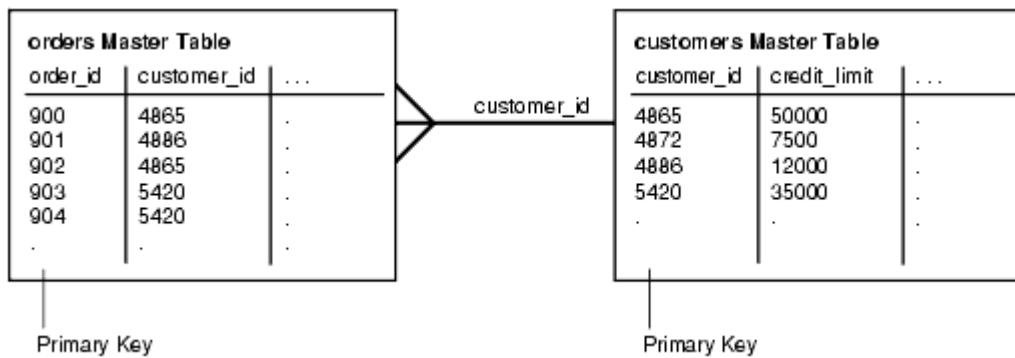 orders Master Table
order_id customer_id ...
900 4865 .
901 4886 .
902 4865 .
903 5420 .
904 5420 .
. . .
Primary Key
customer_id
customers Master Table
customer_id credit_limit ...
4865 50000 .
4872 7500 .
4886 12000 .
5420 35000 .
. . .
Primary Key